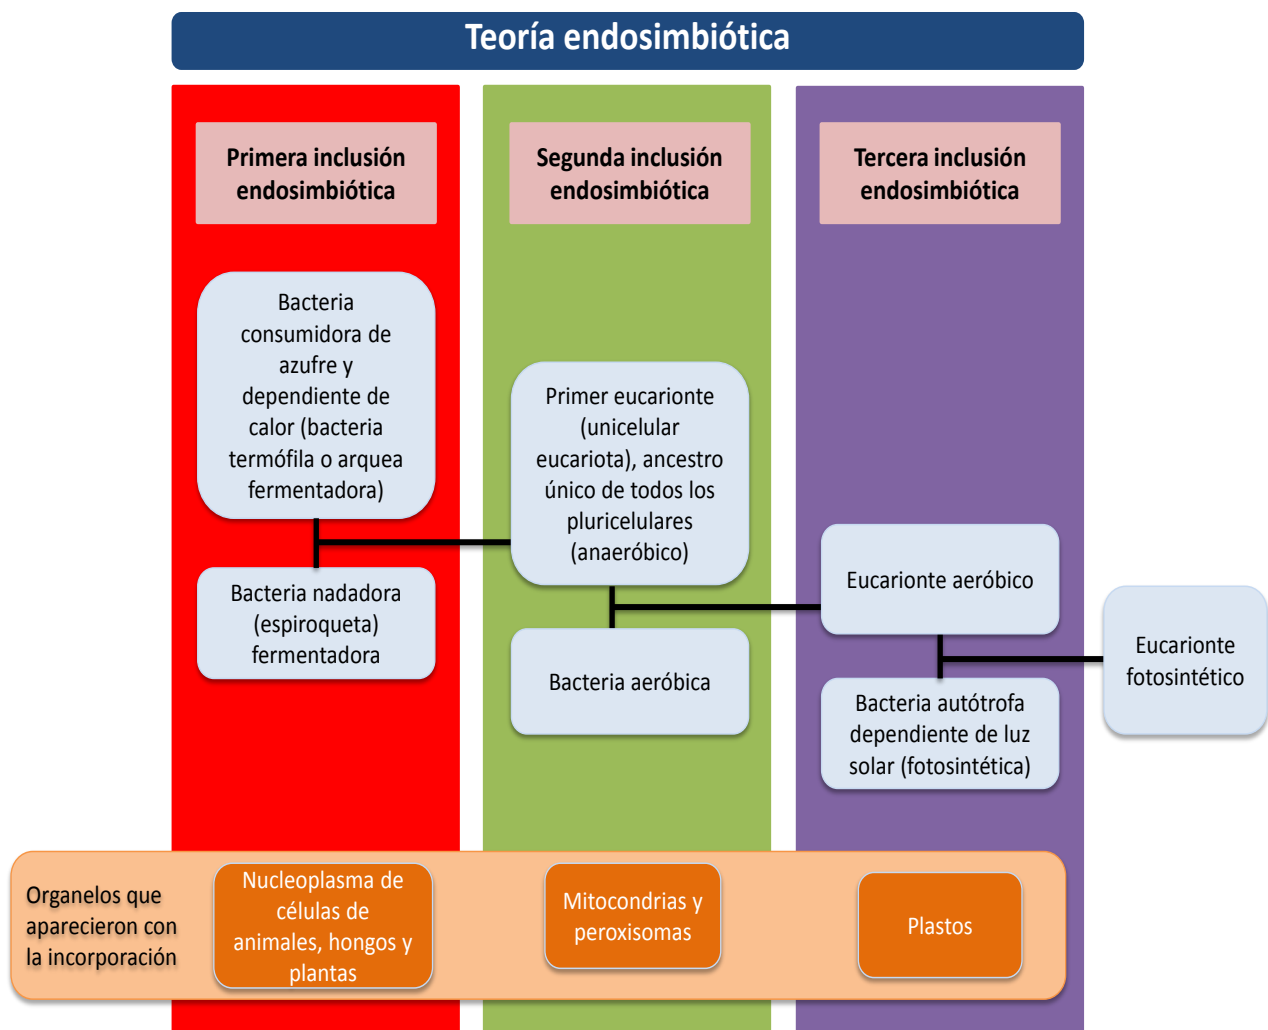 Teoría endosimbiótica
Primera inclusión
endosimbiótica
Segunda inclusión
endosimbiótica
Tercera inclusión
endosimbiótica
Bacteria
consumidora de
azufre y
dependiente de
calor (bacteria
termófila o arquea
fermentadora)
Bacteria nadadora
(espiroqueta)
fermentadora
Primer eucarionte
(unicelular
eucariota), ancestro
único de todos los
pluricelulares
(anaeróbico)
Bacteria aeróbica
Eucarionte aeróbico
Bacteria autótrofa
dependiente de luz
solar (fotosintética)
Eucarionte
fotosintético
Organelos que
aparecieron con
la incorporación
Nucleoplasma de
células de
animales, hongos y
plantas
Mitocondrias y
peroxisomas
Plastos